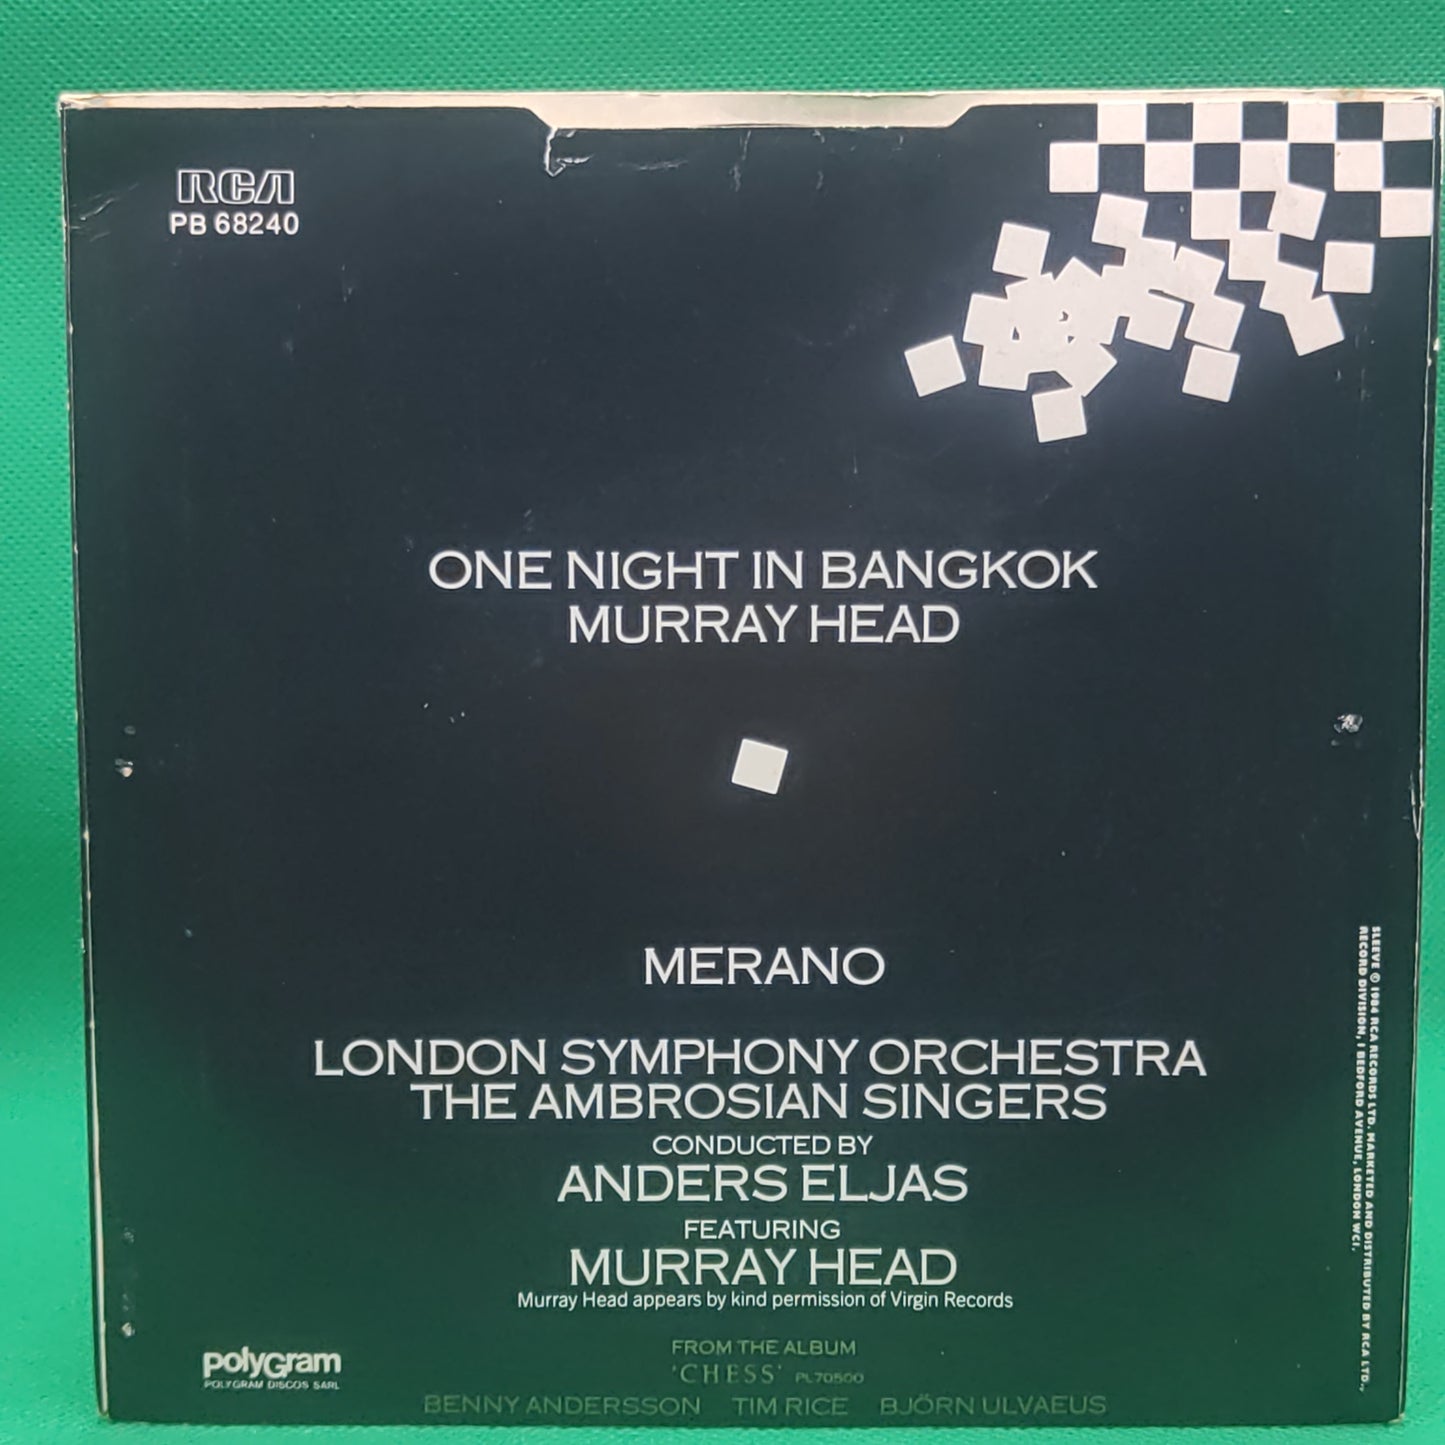 RCA
PB 68240
ONE NIGHT IN BANGKOK
MURRAY HEAD
MERANO
LONDON SYMPHONY ORCHESTRA
THE AMBROSIAN SINGERS
CONDUCTED BY
ANDERS ELJAS
FEATURING
MURRAY HEAD
Murray Head appears by kind permission of Virgin Records
FROM THE ALBUM
'CHESS' PL70500
BENNY ANDERSSON TIM RICE BJÖRN ULVAEUS
polyGram
POLYGRAM DISCOS SARL
SLEEVE © 1984 RCA RECORDS LTD. MARKETED AND DISTRIBUTED BY RCA LTD.,
RECORD DIVISION, 1 BEDFORD AVENUE, LONDON WC1.